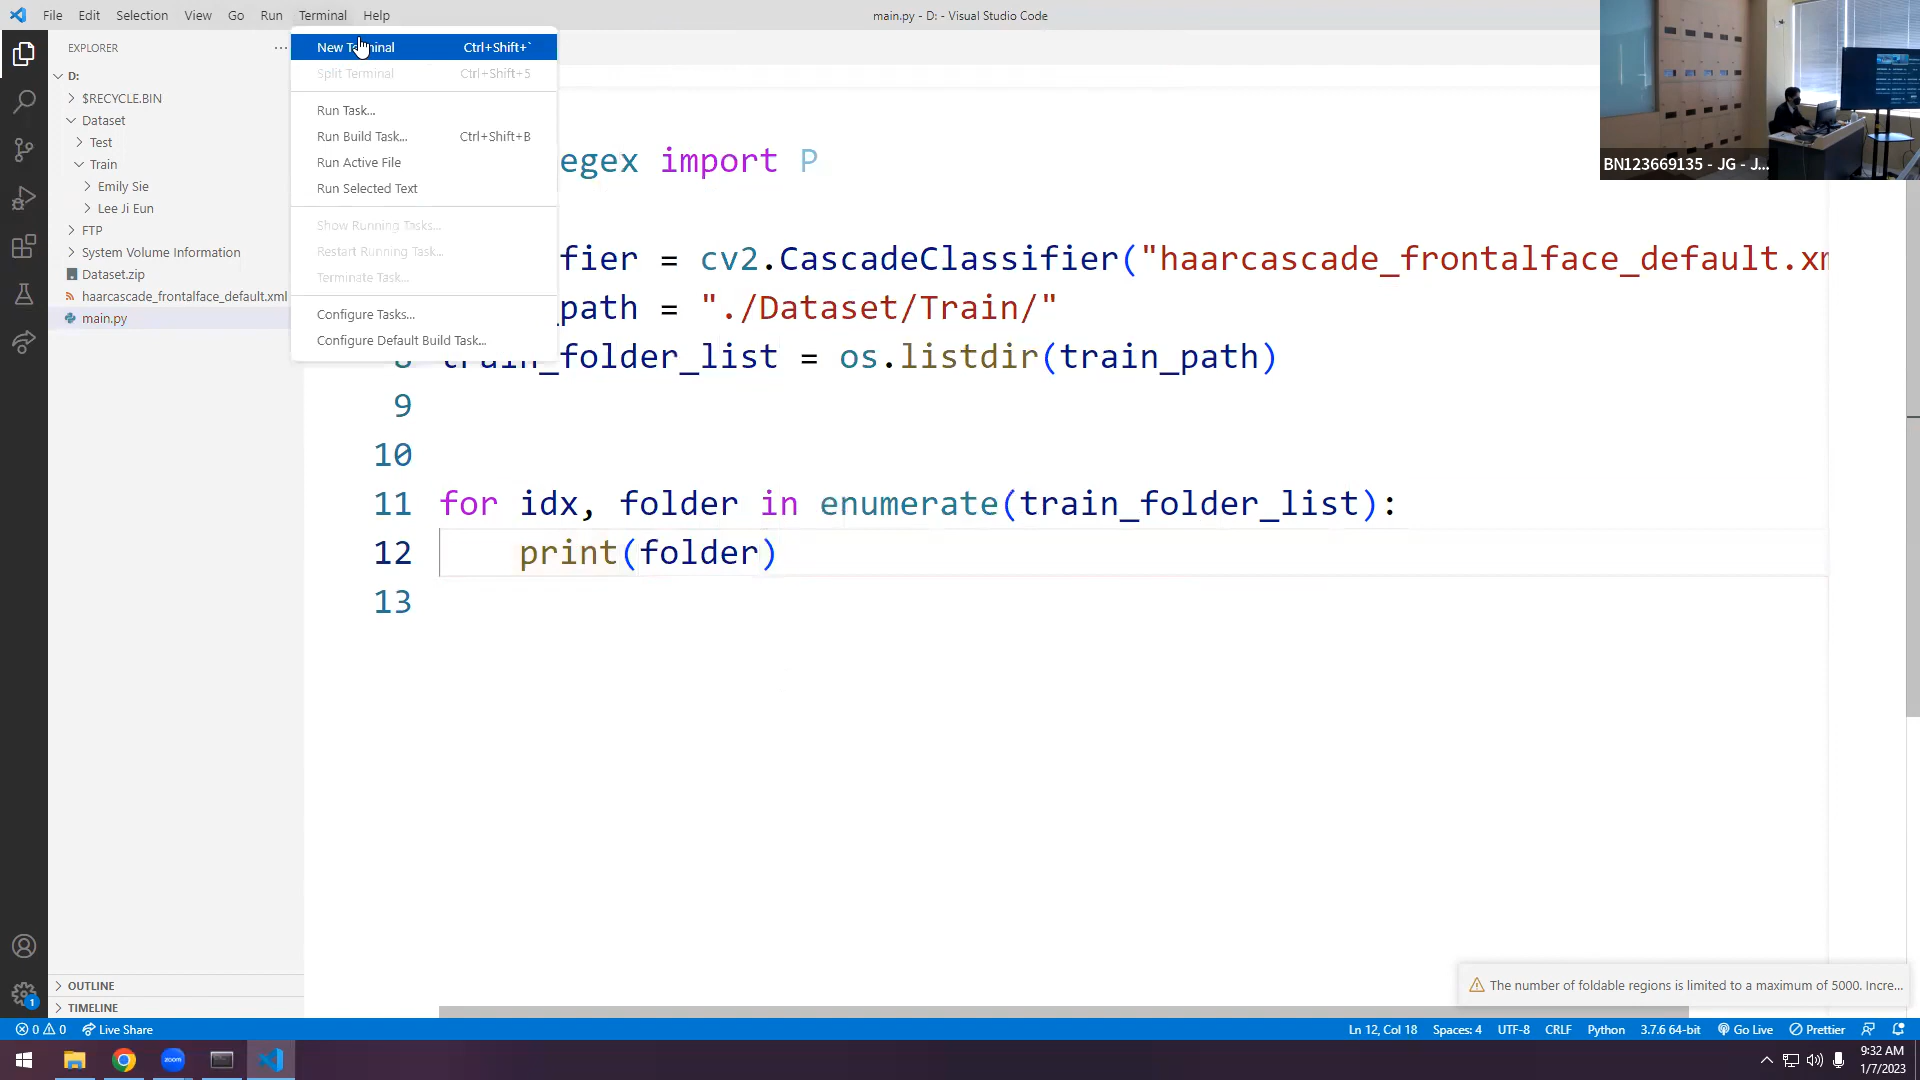 File Edit Selection View Go Run Terminal Help
main.py - D: - Visual Studio Code
EXPLORER
D:
$RECYCLE.BIN
Dataset
Test
Train
Emily Sie
Lee Ji Eun
FTP
System Volume Information
Dataset.zip
haarcascade_frontalface_default.xml
main.py
OUTLINE
TIMELINE
New Terminal Ctrl+Shift+`
Split Terminal Ctrl+Shift+5
Run Task...
Run Build Task... Ctrl+Shift+B
Run Active File
Run Selected Text
Show Running Tasks...
Restart Running Task...
Terminate Task...
Configure Tasks...
Configure Default Build Task...
egex import P
fier = cv2.CascadeClassifier("haarcascade_frontalface_default.xm
path = "./Dataset/Train/"
8 train_folder_list = os.listdir(train_path)
9
10
11 for idx, folder in enumerate(train_folder_list):
12 print(folder)
13
BN123669135 - JG - J...
The number of foldable regions is limited to a maximum of 5000. Incre...
0 0 Live Share
Ln 12, Col 18 Spaces: 4 UTF-8 CRLF Python 3.7.6 64-bit Go Live Prettier
1
zoom
9:32 AM
1/7/2023